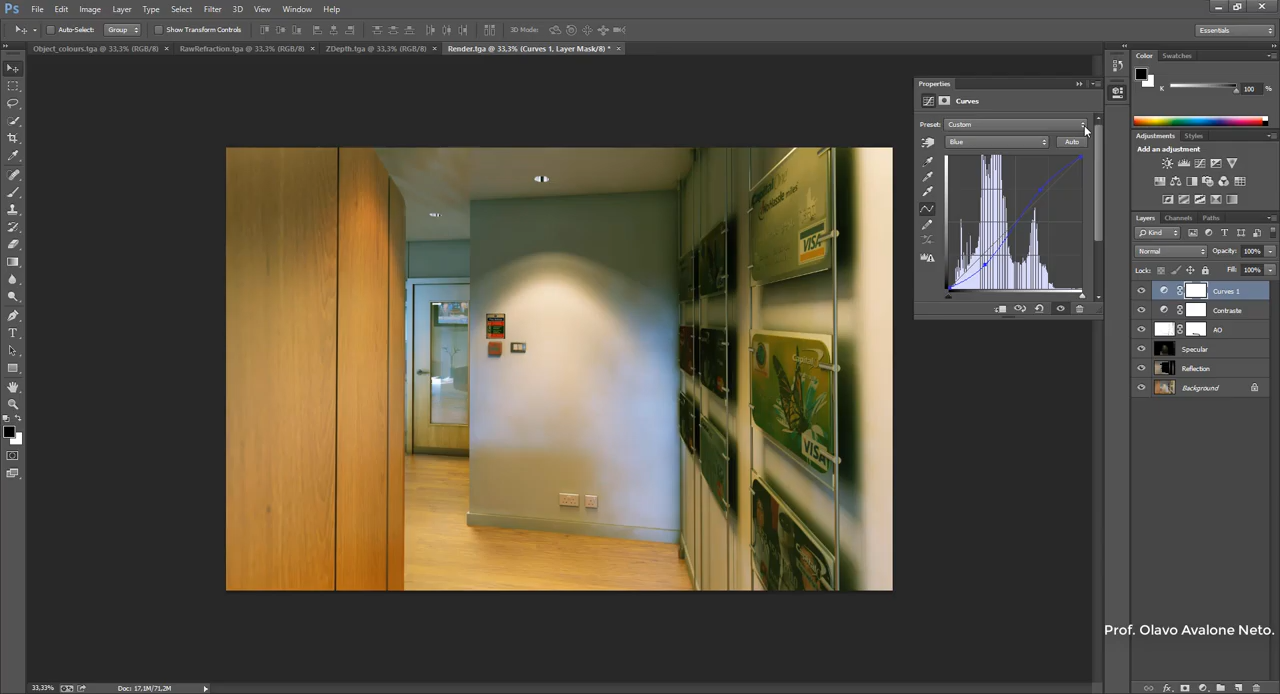 Ps File Edit Image Layer Type Select Filter 3D View Window Help
Auto-Select: Group Show Transform Controls 3D Mode: Essentials
Object_colours.tga @ 33,3% (RGB/8) × RawRefraction.tga @ 33,3% (RGB/8) × ZDepth.tga @ 33,3% (RGB/8) × Render.tga @ 33,3% (Curves 1, Layer Mask/8) * ×
Color Swatches
K 100 %
Properties
Curves
Preset: Custom
Blue Auto
Adjustments Styles
Add an adjustment
Layers Channels Paths
Kind
Normal Opacity: 100%
Lock: Fill: 100%
Curves 1
Contraste
AO
Specular
Reflection
Background
Capital
VISA
Capital
VISA
Prof. Olavo Avalone Neto.
33,33% Doc: 17,1M/71,2M